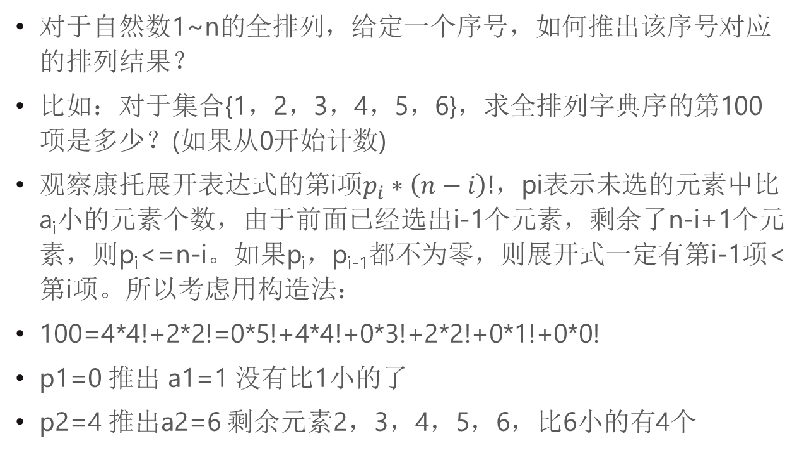 • 对于自然数1~n的全排列，给定一个序号，如何推出该序号对应
的排列结果？
• 比如：对于集合{1，2，3，4，5，6}，求全排列字典序的第100
项是多少？(如果从0开始计数)
• 观察康托展开表达式的第i项pᵢ * (n − i)!，pi表示未选的元素中比
aᵢ小的元素个数，由于前面已经选出i-1个元素，剩余了n-i+1个元
素，则pᵢ<=n-i。如果pᵢ，pᵢ₋₁都不为零，则展开式一定有第i-1项<
第i项。所以考虑用构造法：
• 100=4*4!+2*2!=0*5!+4*4!+0*3!+2*2!+0*1!+0*0!
• p1=0 推出 a1=1 没有比1小的了
• p2=4 推出a2=6 剩余元素2，3，4，5，6，比6小的有4个